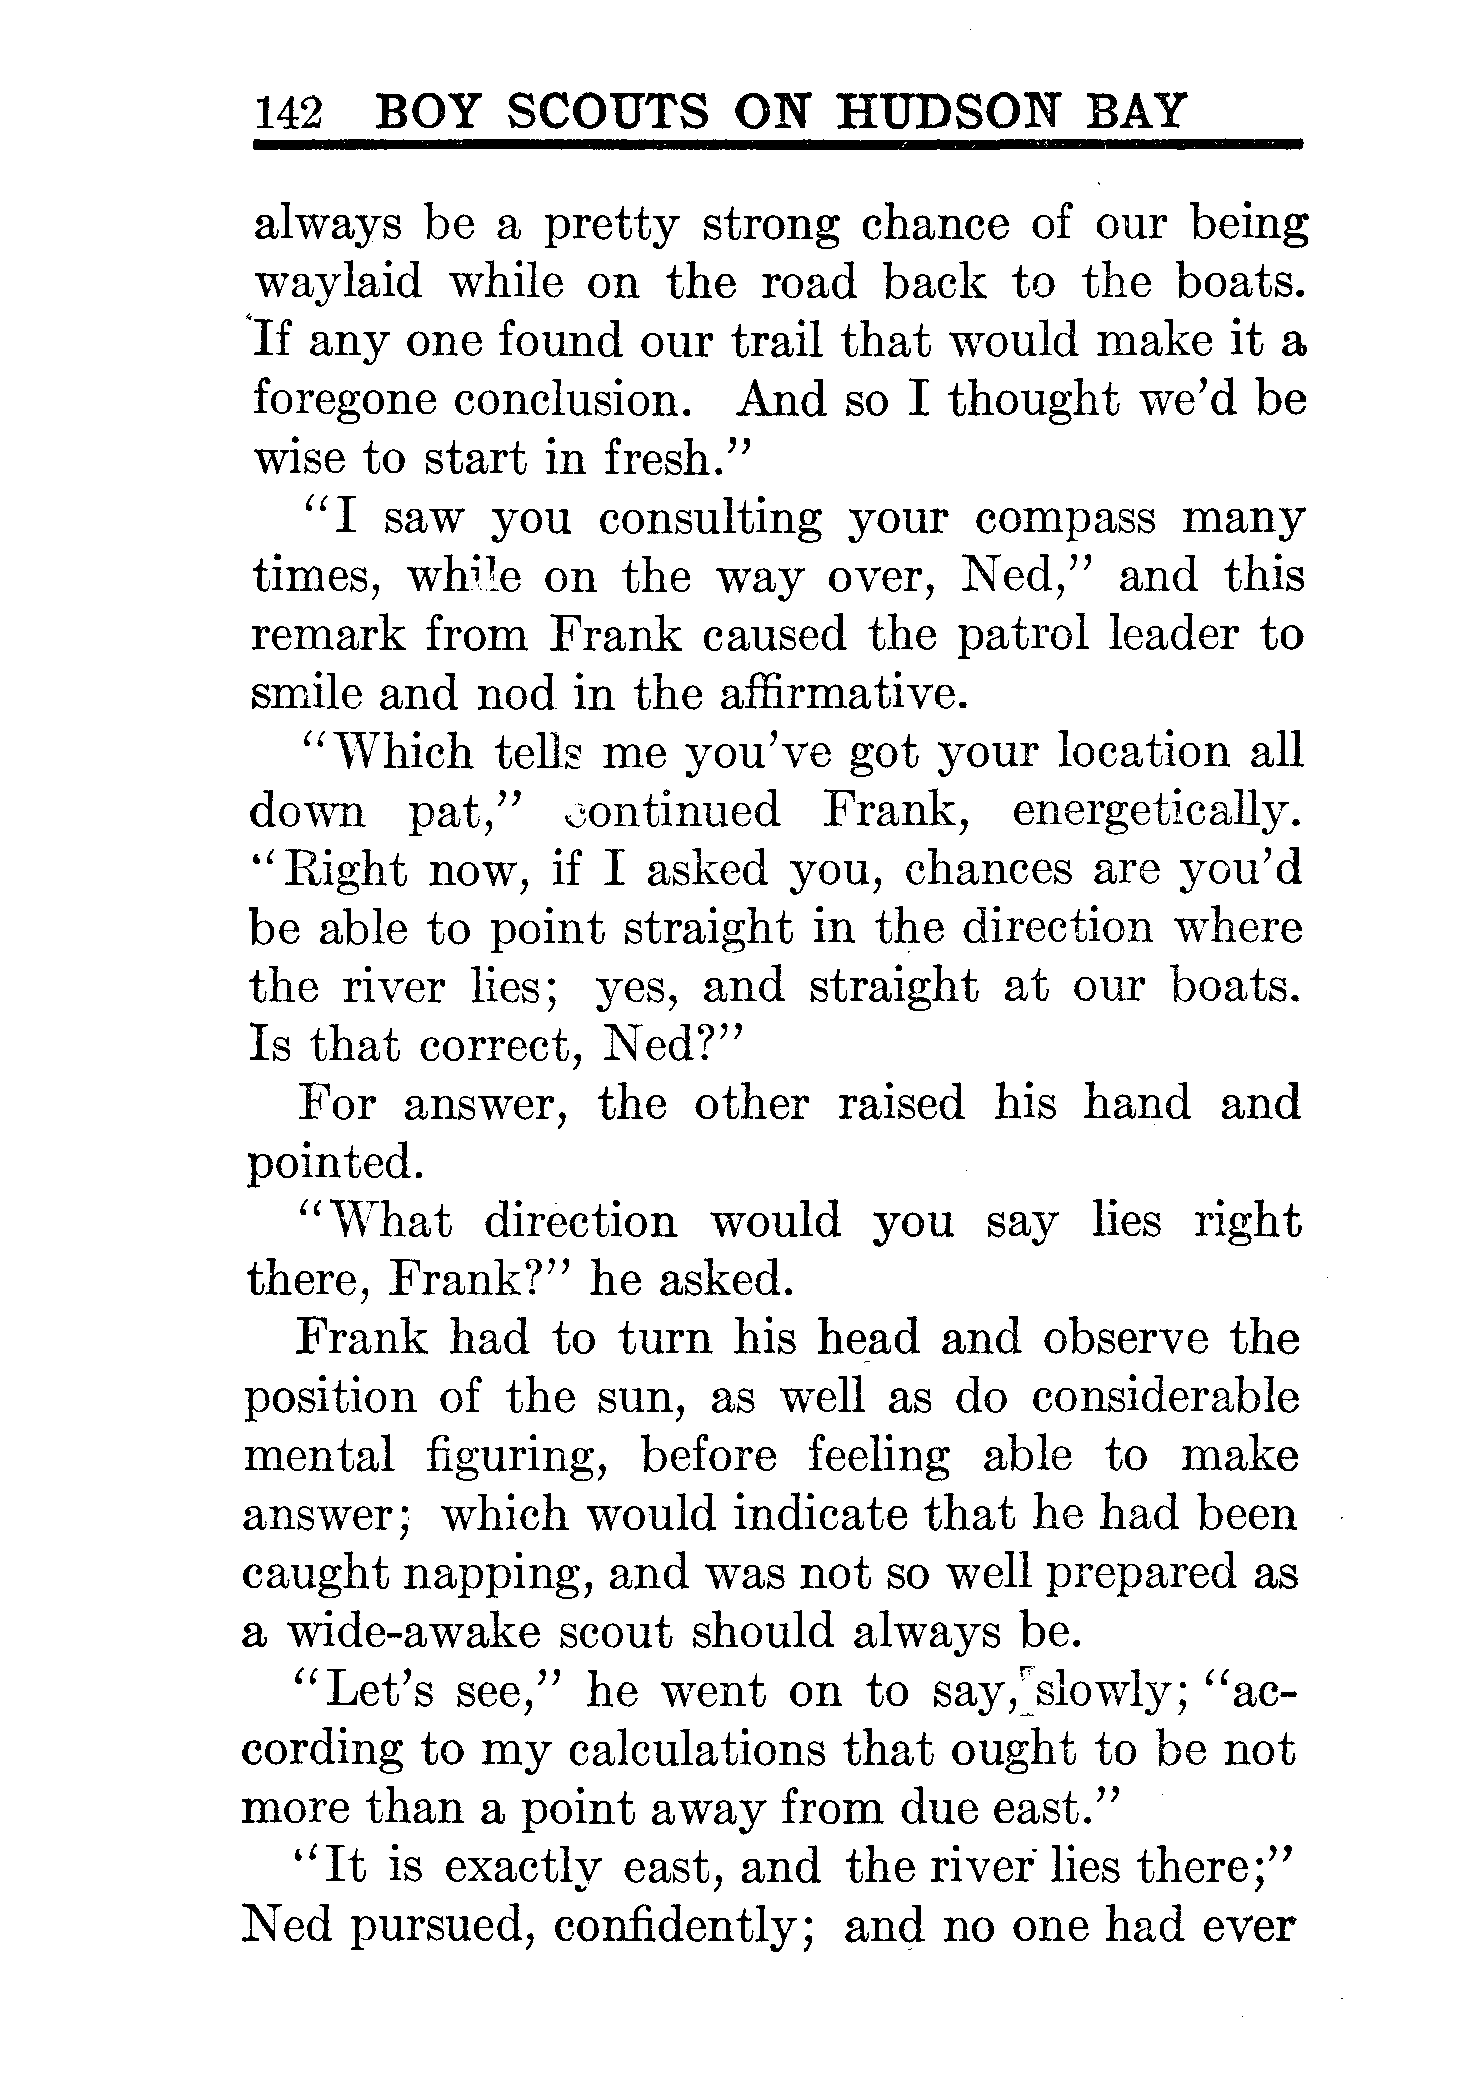 142 BOY SCOUTS ON HUDSON BAY
always be a pretty strong chance of our being
waylaid while on the road back to the boats.
If any one found our trail that would make it a
foregone conclusion. And so I thought we'd be
wise to start in fresh."
"I saw you consulting your compass many
times, while on the way over, Ned," and this
remark from Frank caused the patrol leader to
smile and nod in the affirmative.
"Which tells me you've got your location all
down pat," continued Frank, energetically.
"Right now, if I asked you, chances are you'd
be able to point straight in the direction where
the river lies; yes, and straight at our boats.
Is that correct, Ned?"
For answer, the other raised his hand and
pointed.
"What direction would you say lies right
there, Frank?" he asked.
Frank had to turn his head and observe the
position of the sun, as well as do considerable
mental figuring, before feeling able to make
answer; which would indicate that he had been
caught napping, and was not so well prepared as
a wide-awake scout should always be.
"Let's see," he went on to say, slowly; "ac-
cording to my calculations that ought to be not
more than a point away from due east."
"It is exactly east, and the river lies there;"
Ned pursued, confidently; and no one had ever